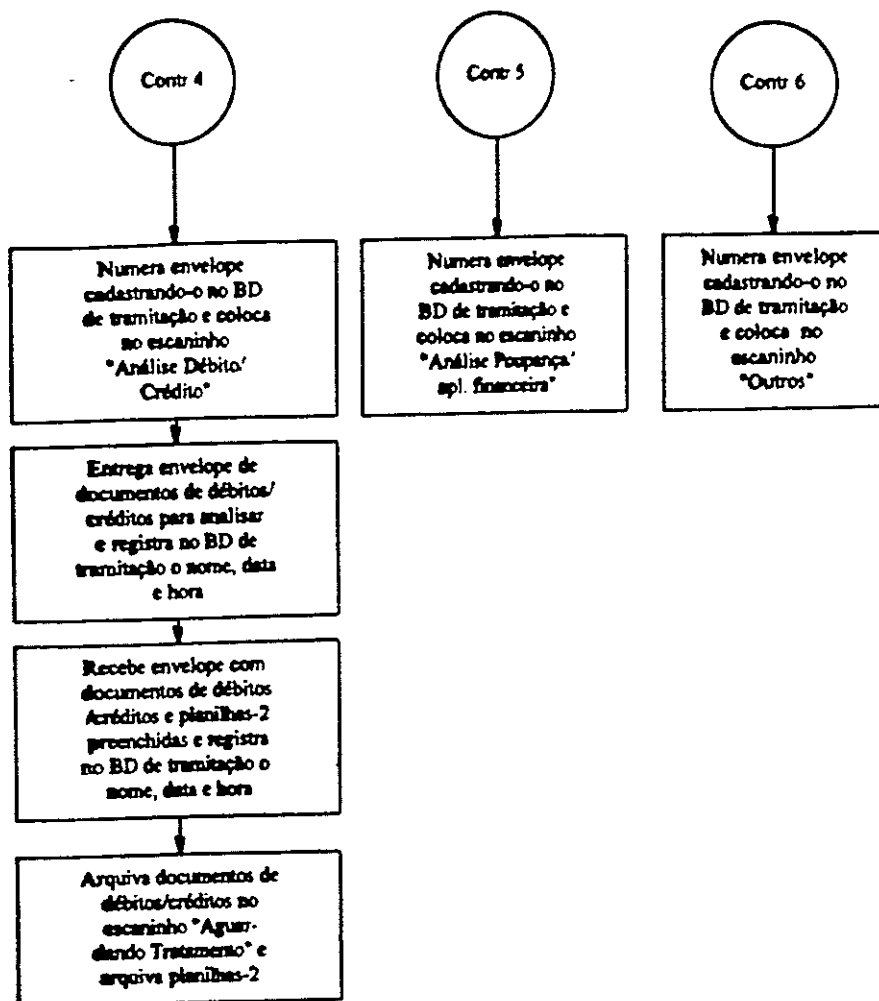 Contr 4
Contr 5
Contr 6
Numera envelope
cadastrando-o no BD
de tramitação e coloca
no escaninho
"Análise Débito/
Crédito"
Numera envelope
cadastrando-o no
BD de tramitação e
coloca no escaninho
"Análise Poupança/
apl. financeira"
Numera envelope
cadastrando-o no
BD de tramitação
e coloca no
escaninho
"Outros"
Entrega envelope de
documentos de débitos/
créditos para analisar
e registra no BD de
tramitação o nome, data
e hora
Recebe envelope com
documentos de débitos
/créditos e planilhas-2
preenchidas e registra
no BD de tramitação o
nome, data e hora
Arquiva documentos de
débitos/créditos no
escaninho "Aguar-
dando Tratamento" e
arquiva planilhas-2